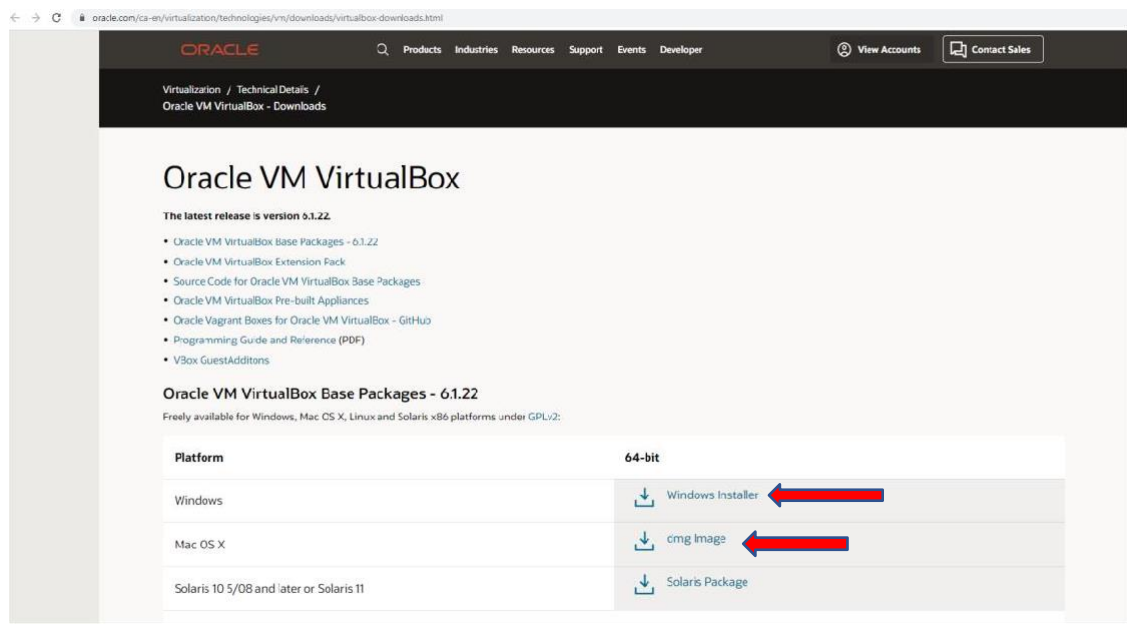 oracle.com/ca-en/virtualization/technologies/vm/downloads/virtualbox-downloads.html
ORACLE Products Industries Resources Support Events Developer View Accounts Contact Sales
Virtualization / Technical Details /
Oracle VM VirtualBox - Downloads
Oracle VM VirtualBox
The latest release is version 6.1.22.
• Oracle VM VirtualBox Base Packages - 6.1.22
• Oracle VM VirtualBox Extension Pack
• Source Code for Oracle VM VirtualBox Base Packages
• Oracle VM VirtualBox Pre-built Appliances
• Oracle Vagrant Boxes for Oracle VM VirtualBox - GitHub
• Programming Guide and Reference (PDF)
• VBox GuestAdditons
Oracle VM VirtualBox Base Packages - 6.1.22
Freely available for Windows, Mac OS X, Linux and Solaris x86 platforms under GPLv2:
Platform 64-bit
Windows Windows Installer
Mac OS X dmg Image
Solaris 10 5/08 and later or Solaris 11 Solaris Package